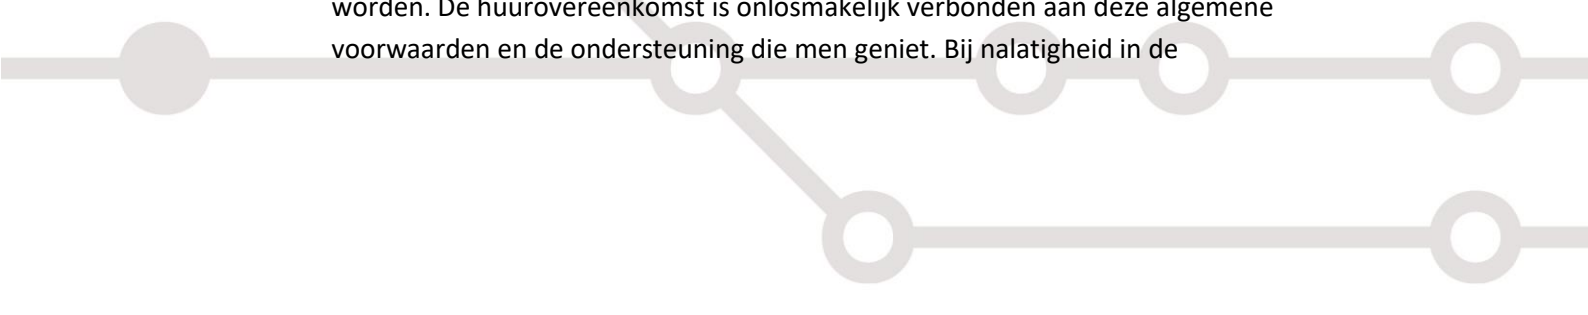 worden. De huurovereenkomst is onlosmakelijk verbonden aan deze algemene
voorwaarden en de ondersteuning die men geniet. Bij nalatigheid in de